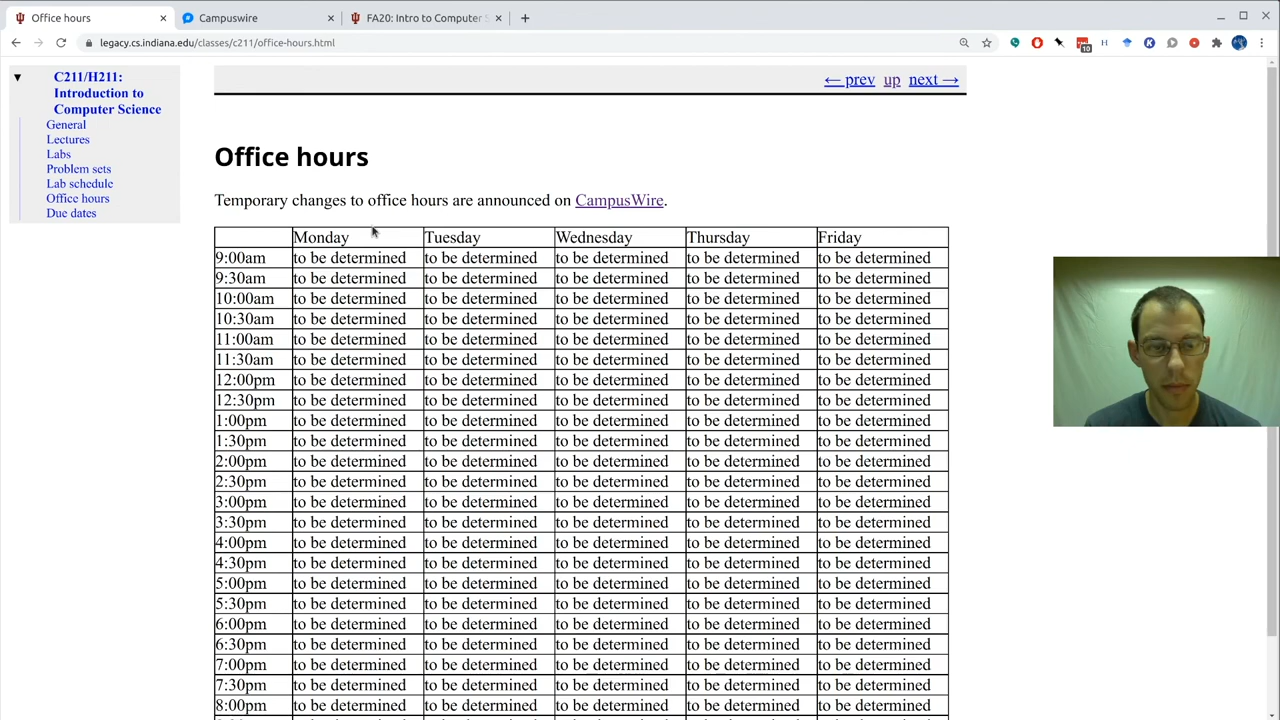 Office hours
Campuswire
FA20: Intro to Computer
legacy.cs.indiana.edu/classes/c211/office-hours.html
10
C211/H211:
Introduction to
Computer Science
General
Lectures
Labs
Problem sets
Lab schedule
Office hours
Due dates
← prev up next →
Office hours
Temporary changes to office hours are announced on CampusWire.
Monday Tuesday Wednesday Thursday Friday
9:00am to be determined to be determined to be determined to be determined to be determined
9:30am to be determined to be determined to be determined to be determined to be determined
10:00am to be determined to be determined to be determined to be determined to be determined
10:30am to be determined to be determined to be determined to be determined to be determined
11:00am to be determined to be determined to be determined to be determined to be determined
11:30am to be determined to be determined to be determined to be determined to be determined
12:00pm to be determined to be determined to be determined to be determined to be determined
12:30pm to be determined to be determined to be determined to be determined to be determined
1:00pm to be determined to be determined to be determined to be determined to be determined
1:30pm to be determined to be determined to be determined to be determined to be determined
2:00pm to be determined to be determined to be determined to be determined to be determined
2:30pm to be determined to be determined to be determined to be determined to be determined
3:00pm to be determined to be determined to be determined to be determined to be determined
3:30pm to be determined to be determined to be determined to be determined to be determined
4:00pm to be determined to be determined to be determined to be determined to be determined
4:30pm to be determined to be determined to be determined to be determined to be determined
5:00pm to be determined to be determined to be determined to be determined to be determined
5:30pm to be determined to be determined to be determined to be determined to be determined
6:00pm to be determined to be determined to be determined to be determined to be determined
6:30pm to be determined to be determined to be determined to be determined to be determined
7:00pm to be determined to be determined to be determined to be determined to be determined
7:30pm to be determined to be determined to be determined to be determined to be determined
8:00pm to be determined to be determined to be determined to be determined to be determined